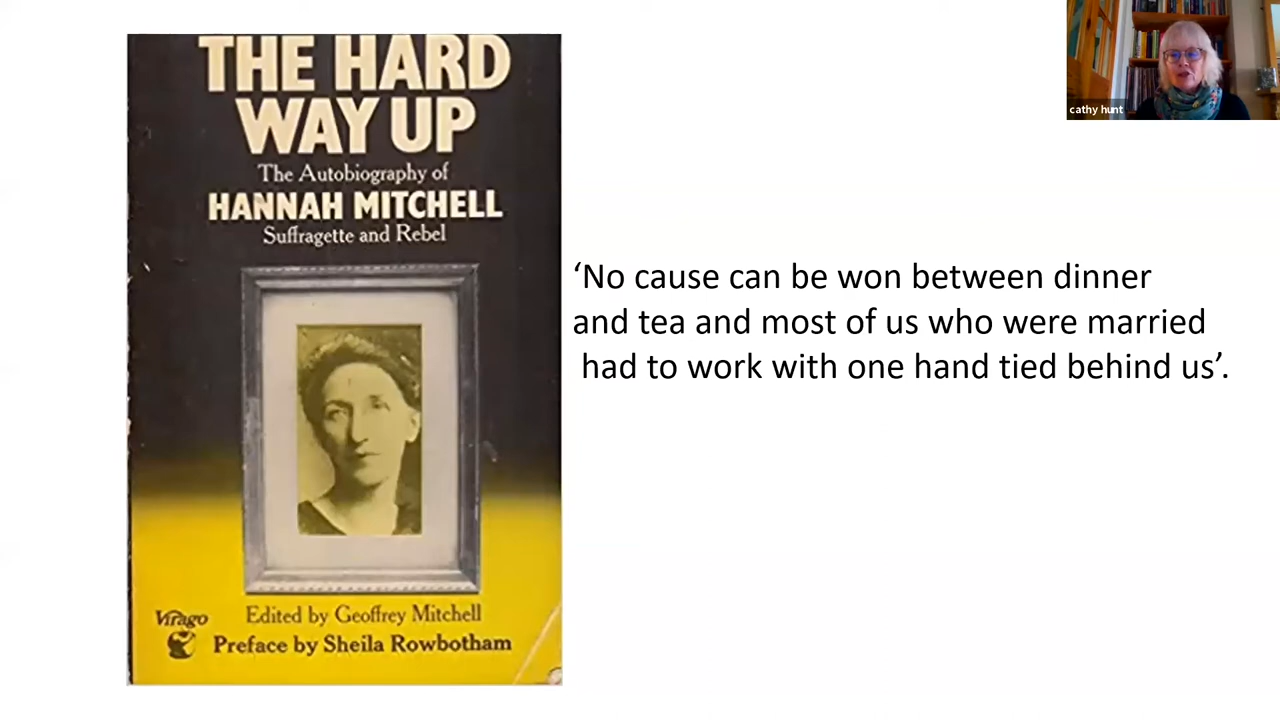 THE HARD
WAY UP
The Autobiography of
HANNAH MITCHELL
Suffragette and Rebel
Virago
Edited by Geoffrey Mitchell
Preface by Sheila Rowbotham
‘No cause can be won between dinner
and tea and most of us who were married
had to work with one hand tied behind us’.
cathy hunt